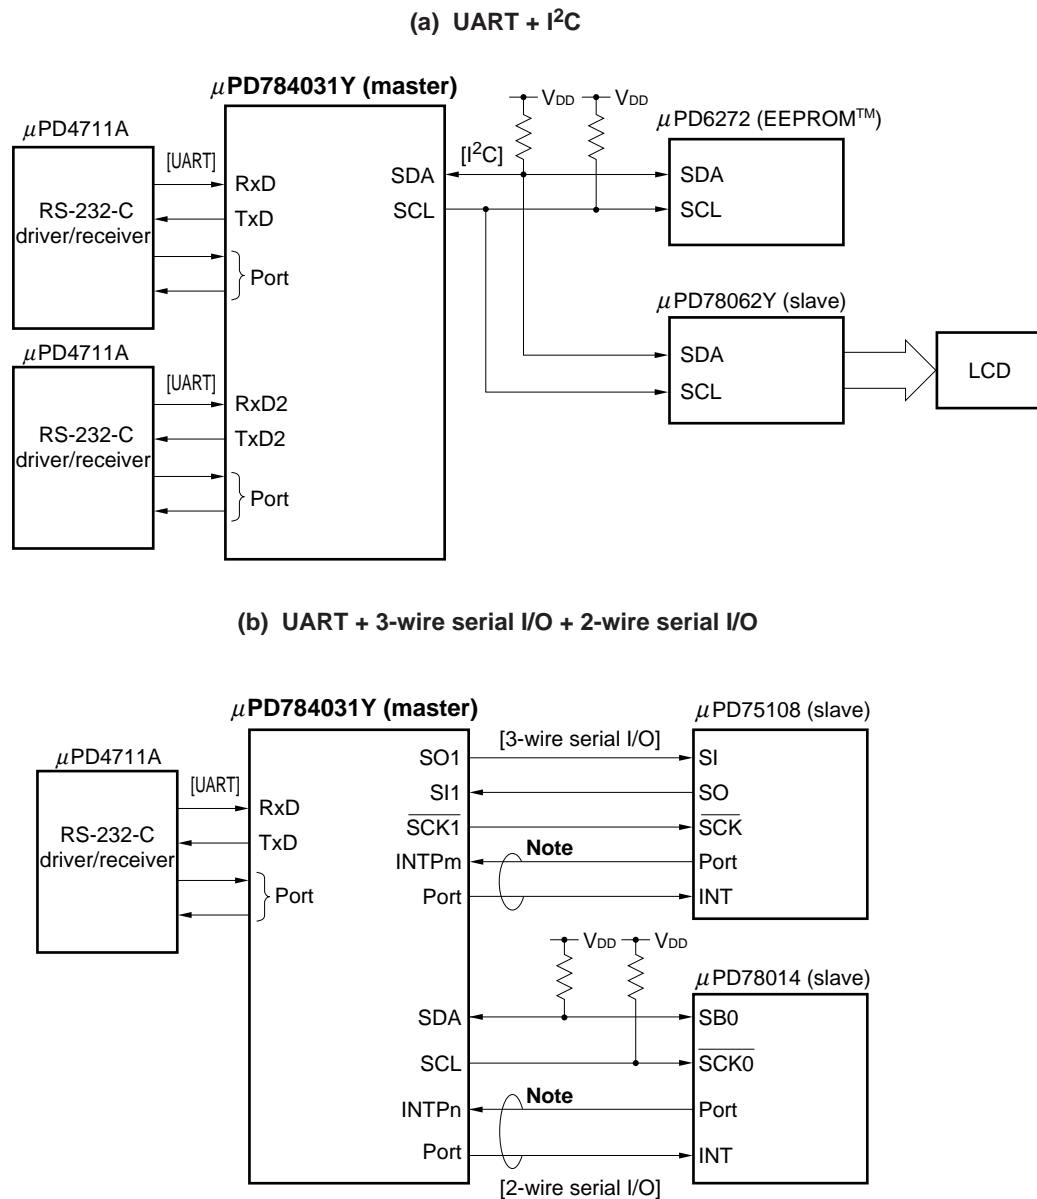 (a) UART + I²C
µPD784031Y (master)
µPD4711A
[UART]
RS-232-C
driver/receiver
RxD
TxD
Port
µPD4711A
[UART]
RS-232-C
driver/receiver
RxD2
TxD2
Port
SDA
SCL
[I²C]
VDD
VDD
µPD6272 (EEPROM™)
SDA
SCL
µPD78062Y (slave)
SDA
SCL
LCD
(b) UART + 3-wire serial I/O + 2-wire serial I/O
µPD784031Y (master)
µPD4711A
[UART]
RS-232-C
driver/receiver
RxD
TxD
Port
SO1
SI1
S̅C̅K̅1̅
INTPm
Port
[3-wire serial I/O]
Note
µPD75108 (slave)
SI
SO
S̅C̅K̅
Port
INT
VDD
VDD
µPD78014 (slave)
SDA
SCL
INTPn
Port
Note
[2-wire serial I/O]
SB0
S̅C̅K̅0̅
Port
INT